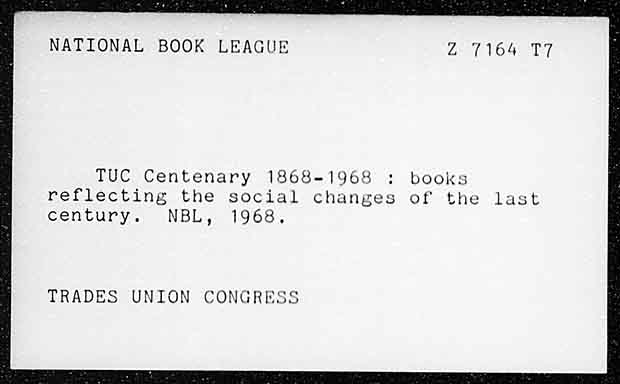 NATIONAL BOOK LEAGUE Z 7164 T7
TUC Centenary 1868-1968 : books
reflecting the social changes of the last
century. NBL, 1968.
TRADES UNION CONGRESS